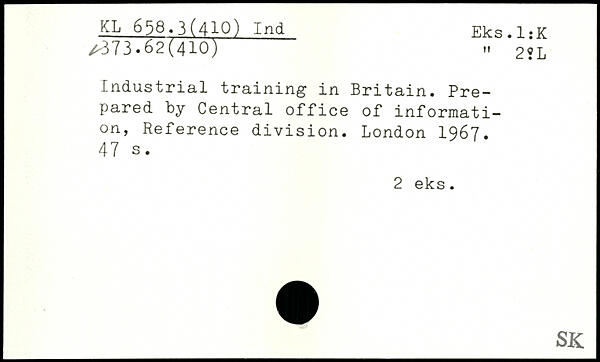 KL 658.3(410) Ind Eks.1:K
✓373.62(410) " 2:L
Industrial training in Britain. Pre-
pared by Central office of informati-
on, Reference division. London 1967.
47 s.
2 eks.
SK